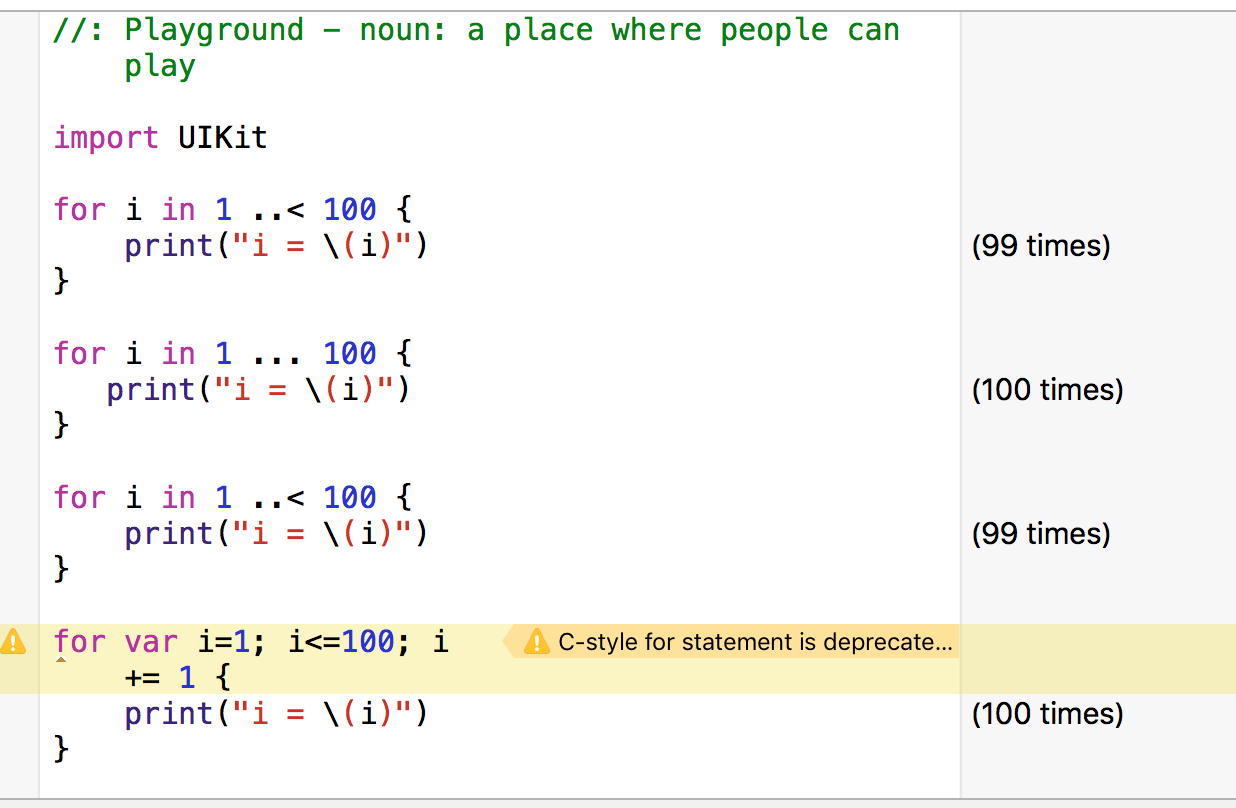 //: Playground - noun: a place where people can
play
import UIKit
for i in 1 ..< 100 {
print("i = \(i)")
(99 times)
}
for i in 1 ... 100 {
print("i = \(i)")
(100 times)
}
for i in 1 ..< 100 {
print("i = \(i)")
(99 times)
}
for var i=1; i<=100; i
C-style for statement is deprecate...
+= 1 {
print("i = \(i)")
(100 times)
}